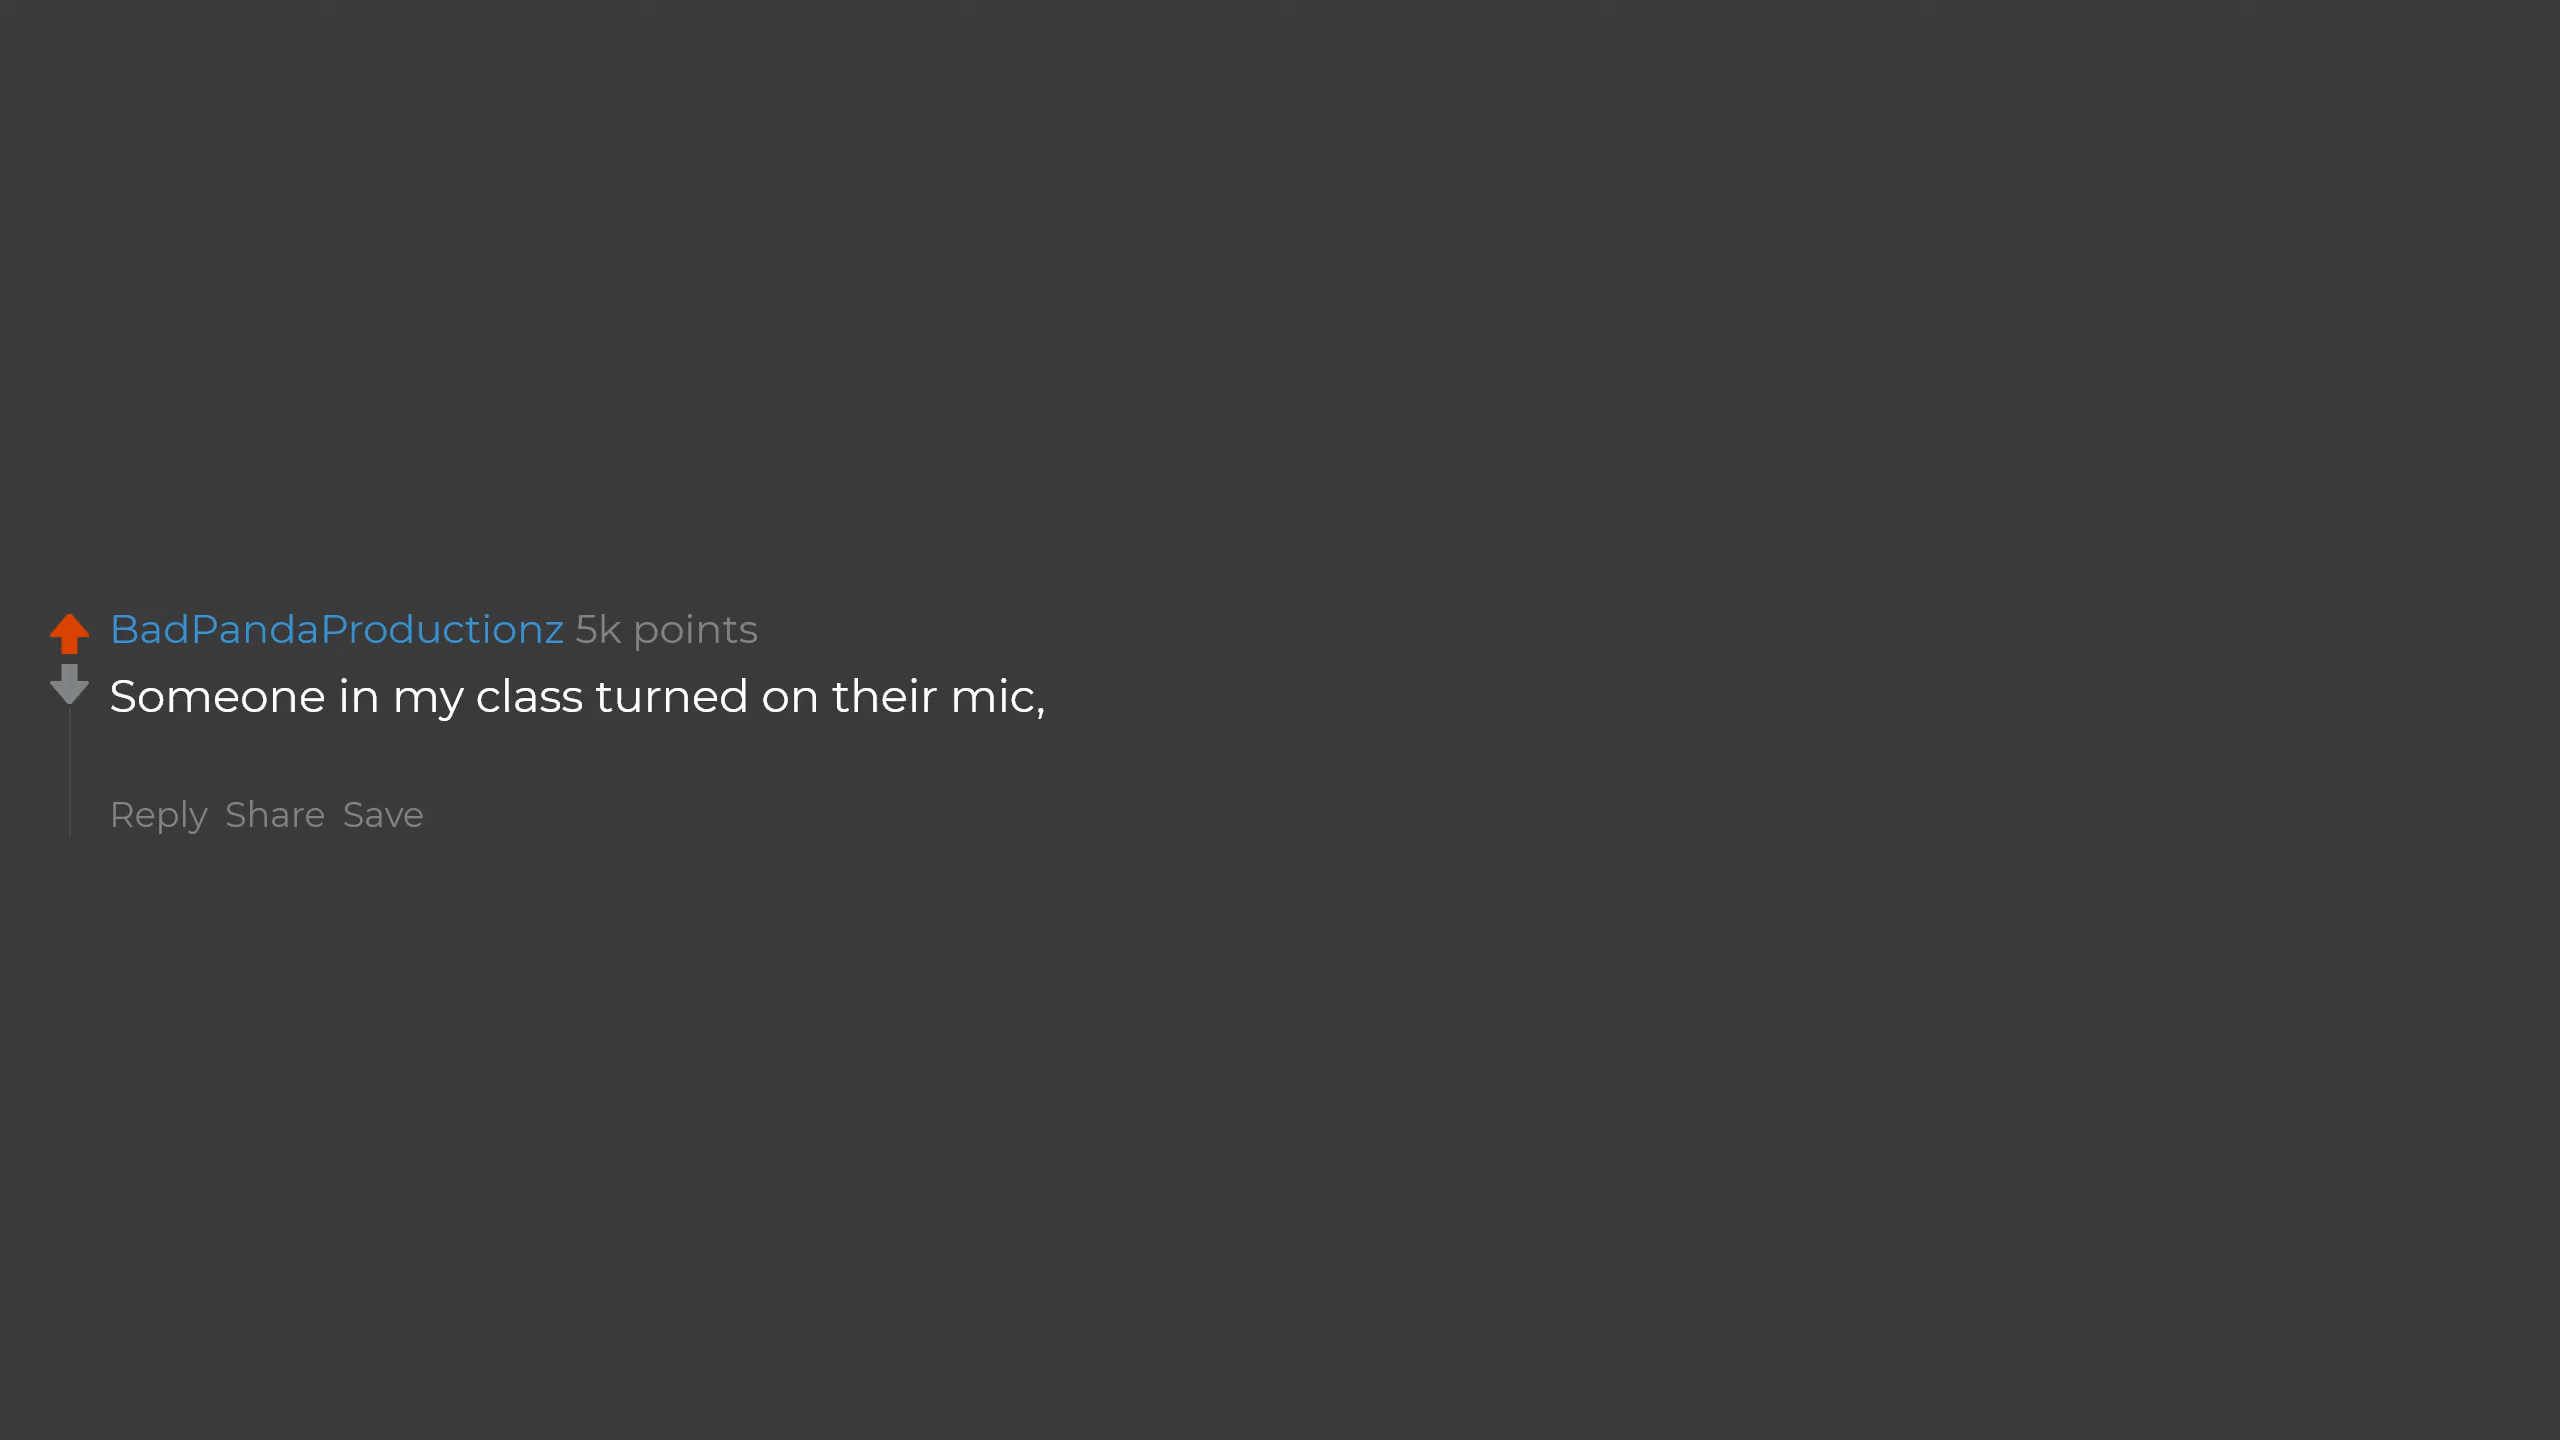 BadPandaProductionz 5k points
Someone in my class turned on their mic,
Reply Share Save